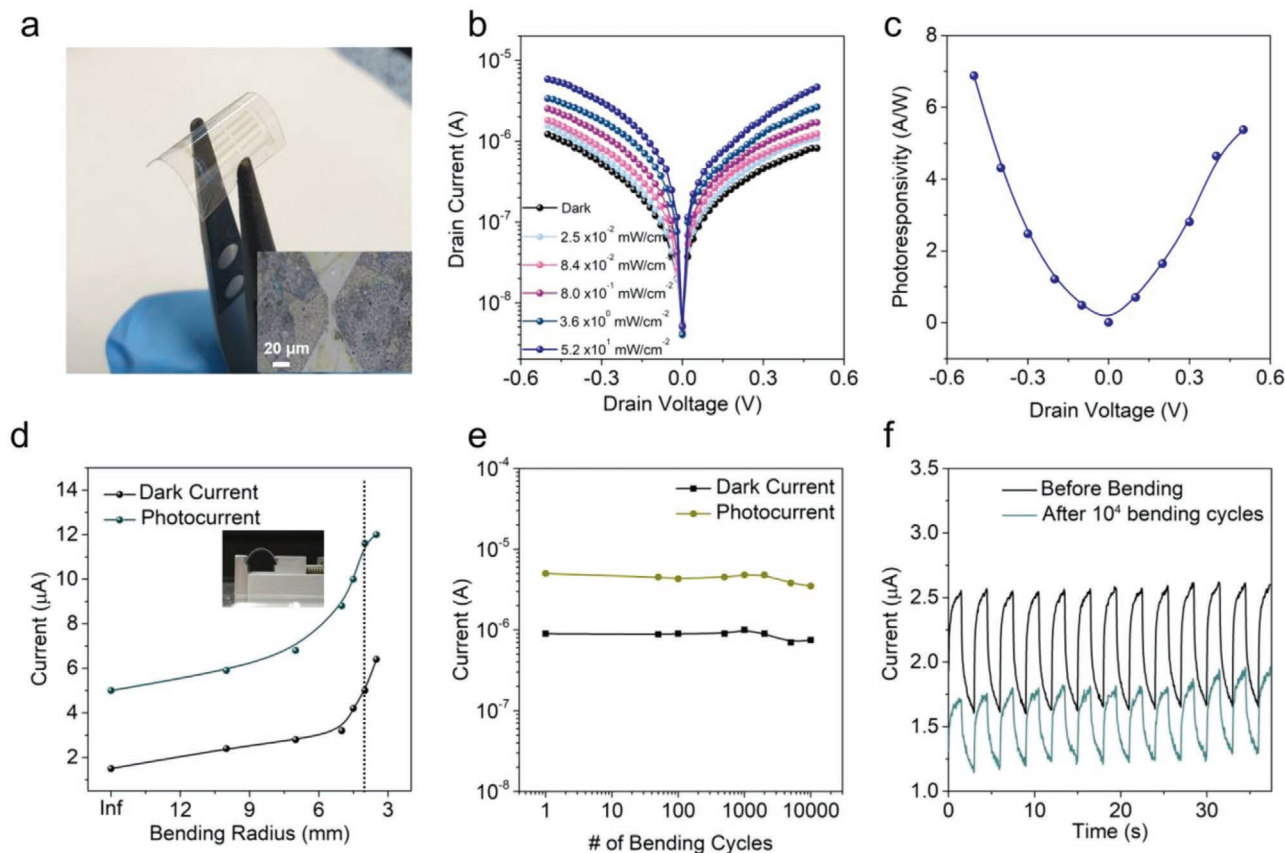 a
20 μm
b
Drain Current (A)
10⁻⁵
10⁻⁶
10⁻⁷
10⁻⁸
Dark
2.5 x10⁻² mW/cm⁻²
8.4 x10⁻² mW/cm⁻²
8.0 x10⁻¹ mW/cm⁻²
3.6 x10⁰ mW/cm⁻²
5.2 x10¹ mW/cm⁻²
-0.6 -0.3 0.0 0.3 0.6
Drain Voltage (V)
c
Photoresponsivity (A/W)
8
6
4
2
0
-0.6 -0.3 0.0 0.3 0.6
Drain Voltage (V)
d
Current (μA)
14
12
10
8
6
4
2
Dark Current
Photocurrent
Inf 12 9 6 3
Bending Radius (mm)
e
Current (A)
10⁻⁴
10⁻⁵
10⁻⁶
10⁻⁷
10⁻⁸
Dark Current
Photocurrent
1 10 100 1000 10000
# of Bending Cycles
f
Current (μA)
3.5
3.0
2.5
2.0
1.5
1.0
Before Bending
After 10⁴ bending cycles
0 10 20 30
Time (s)